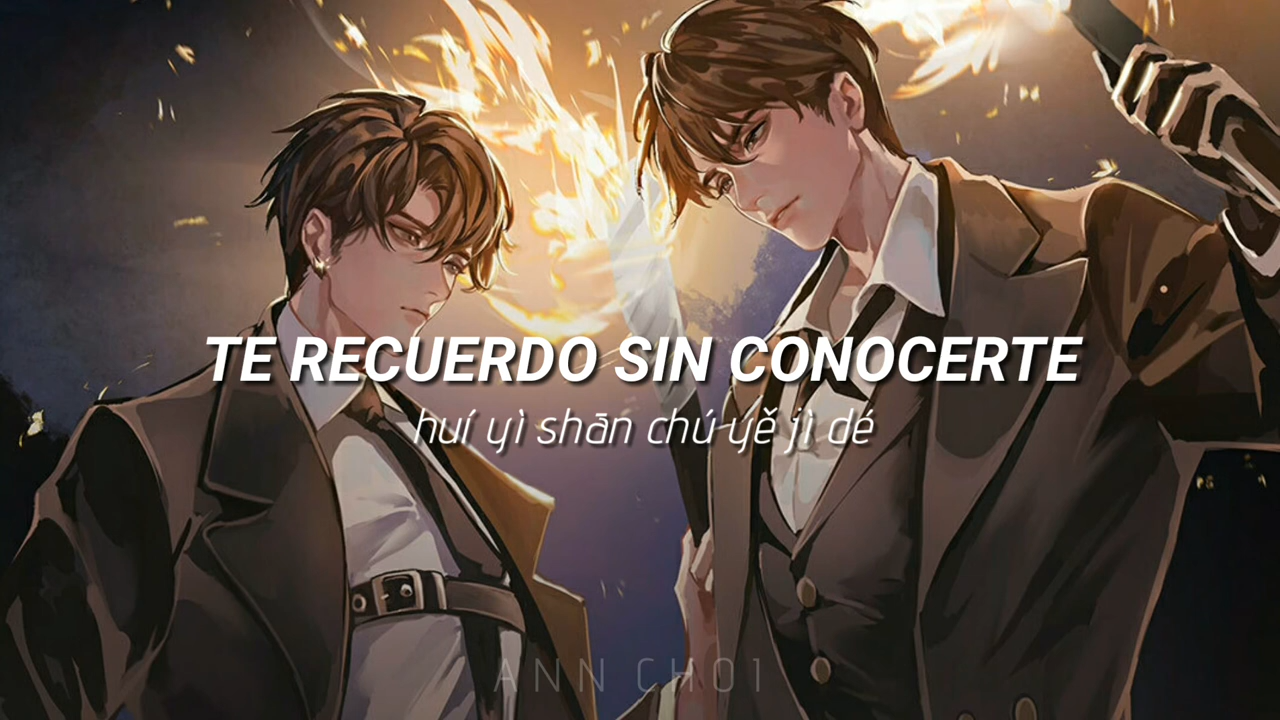 TE RECUERDO SIN CONOCERTE
huí yì shān chú yě jì dé
ANN CHOI